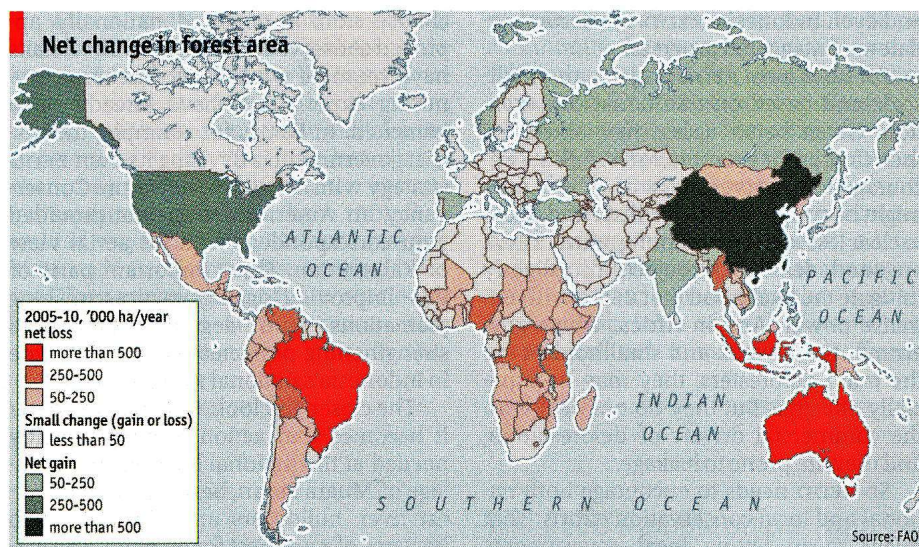 Net change in forest area
ATLANTIC
OCEAN
PACIFIC
OCEAN
INDIAN
OCEAN
SOUTHERN OCEAN
2005-10, '000 ha/year
net loss
more than 500
250-500
50-250
Small change (gain or loss)
less than 50
Net gain
50-250
250-500
more than 500
Source: FAO